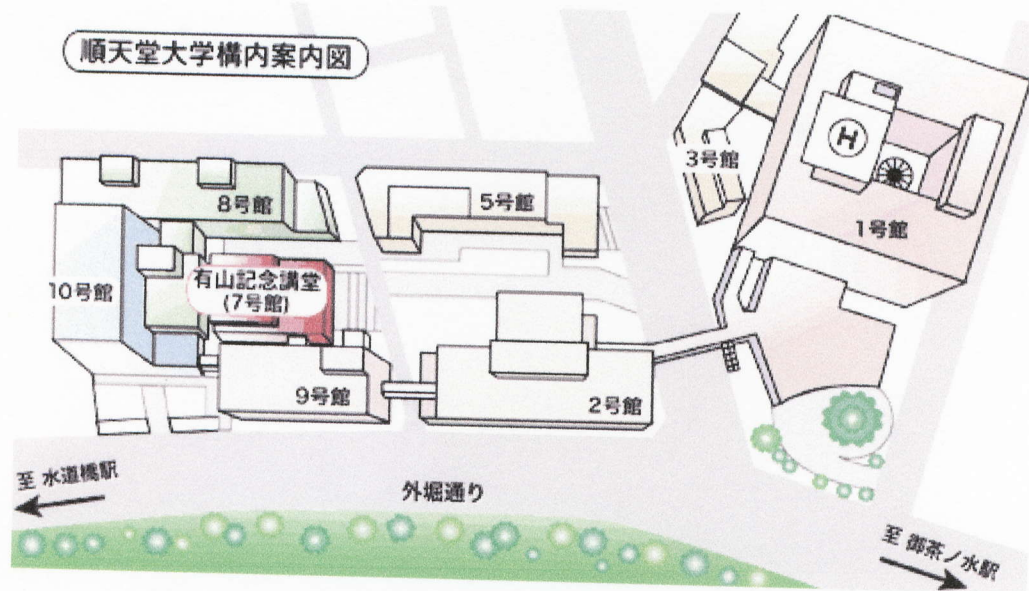 順天堂大学構内案内図
H
3号館
1号館
8号館
5号館
10号館
有山記念講堂
(7号館)
9号館
2号館
至 水道橋駅
外堀通り
至 御茶ノ水駅